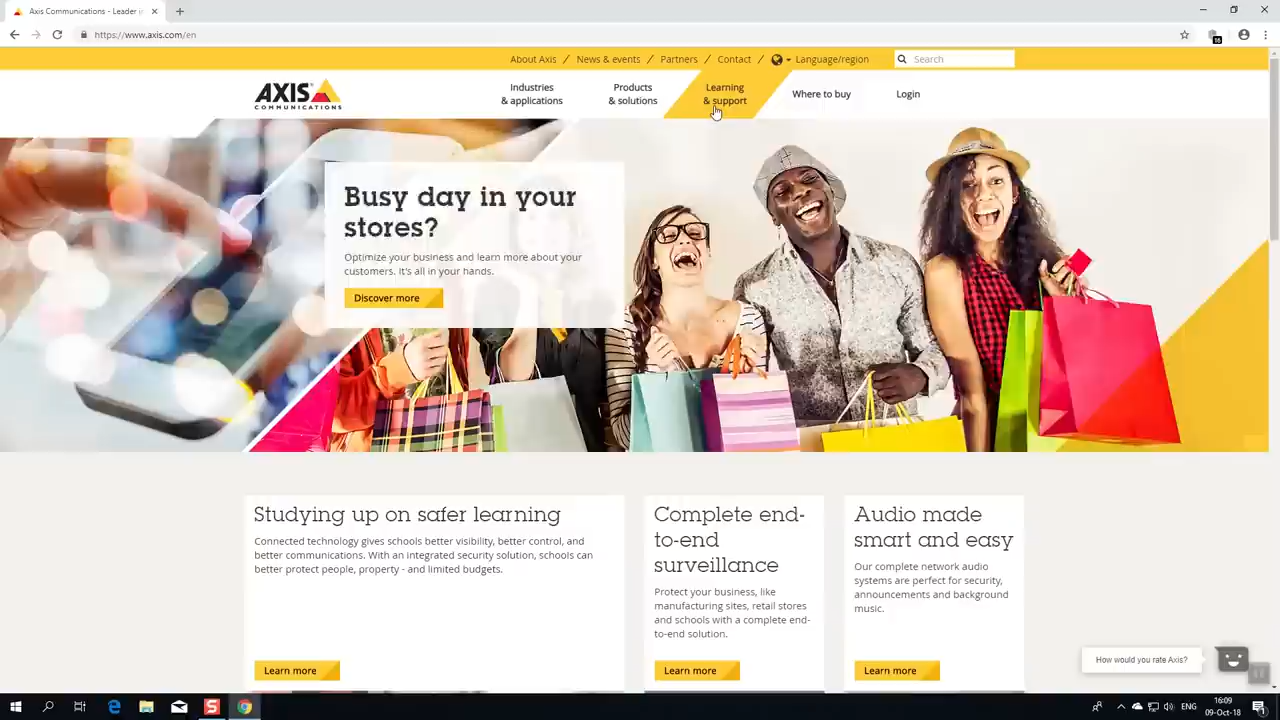 Axis Communications - Leader i
https://www.axis.com/en
15
About Axis / News & events / Partners / Contact / Language/region
Search
AXIS
COMMUNICATIONS
Industries
& applications
Products
& solutions
Learning
& support
Where to buy
Login
Busy day in your
stores?
Optimize your business and learn more about your
customers. It's all in your hands.
Discover more
Studying up on safer learning
Connected technology gives schools better visibility, better control, and
better communications. With an integrated security solution, schools can
better protect people, property - and limited budgets.
Learn more
Complete end-
to-end
surveillance
Protect your business, like
manufacturing sites, retail stores
and schools with a complete end-
to-end solution.
Learn more
Audio made
smart and easy
Our complete network audio
systems are perfect for security,
announcements and background
music.
Learn more
How would you rate Axis?
S
ENG
16:09
09-Oct-18